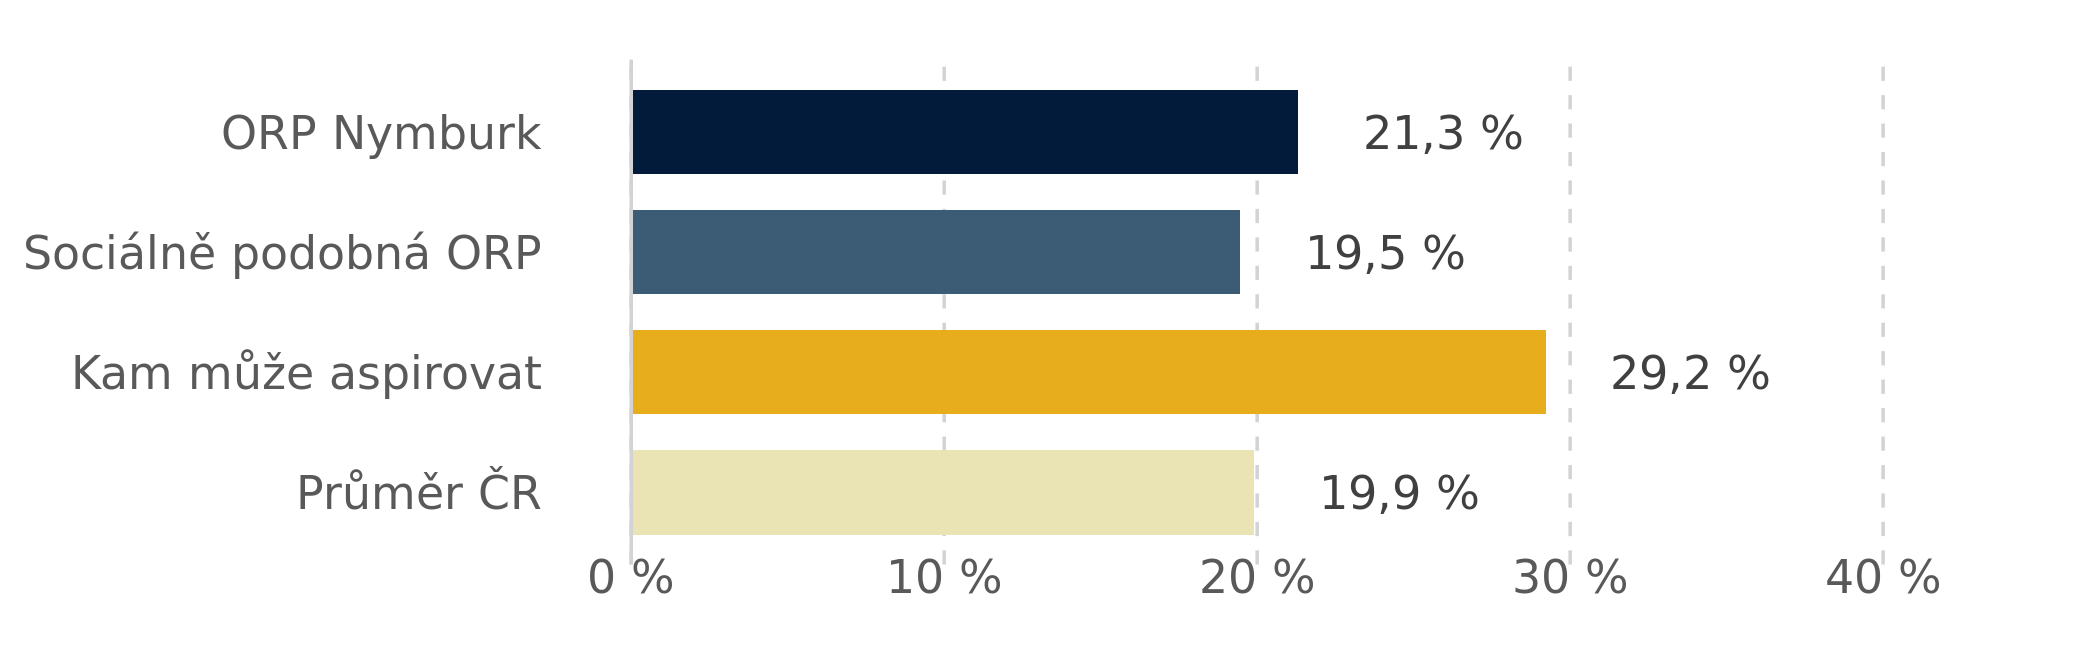 ORP Nymburk
21,3 %
Sociálně podobná ORP
19,5 %
Kam může aspirovat
29,2 %
Průměr ČR
19,9 %
0 % 10 % 20 % 30 % 40 %